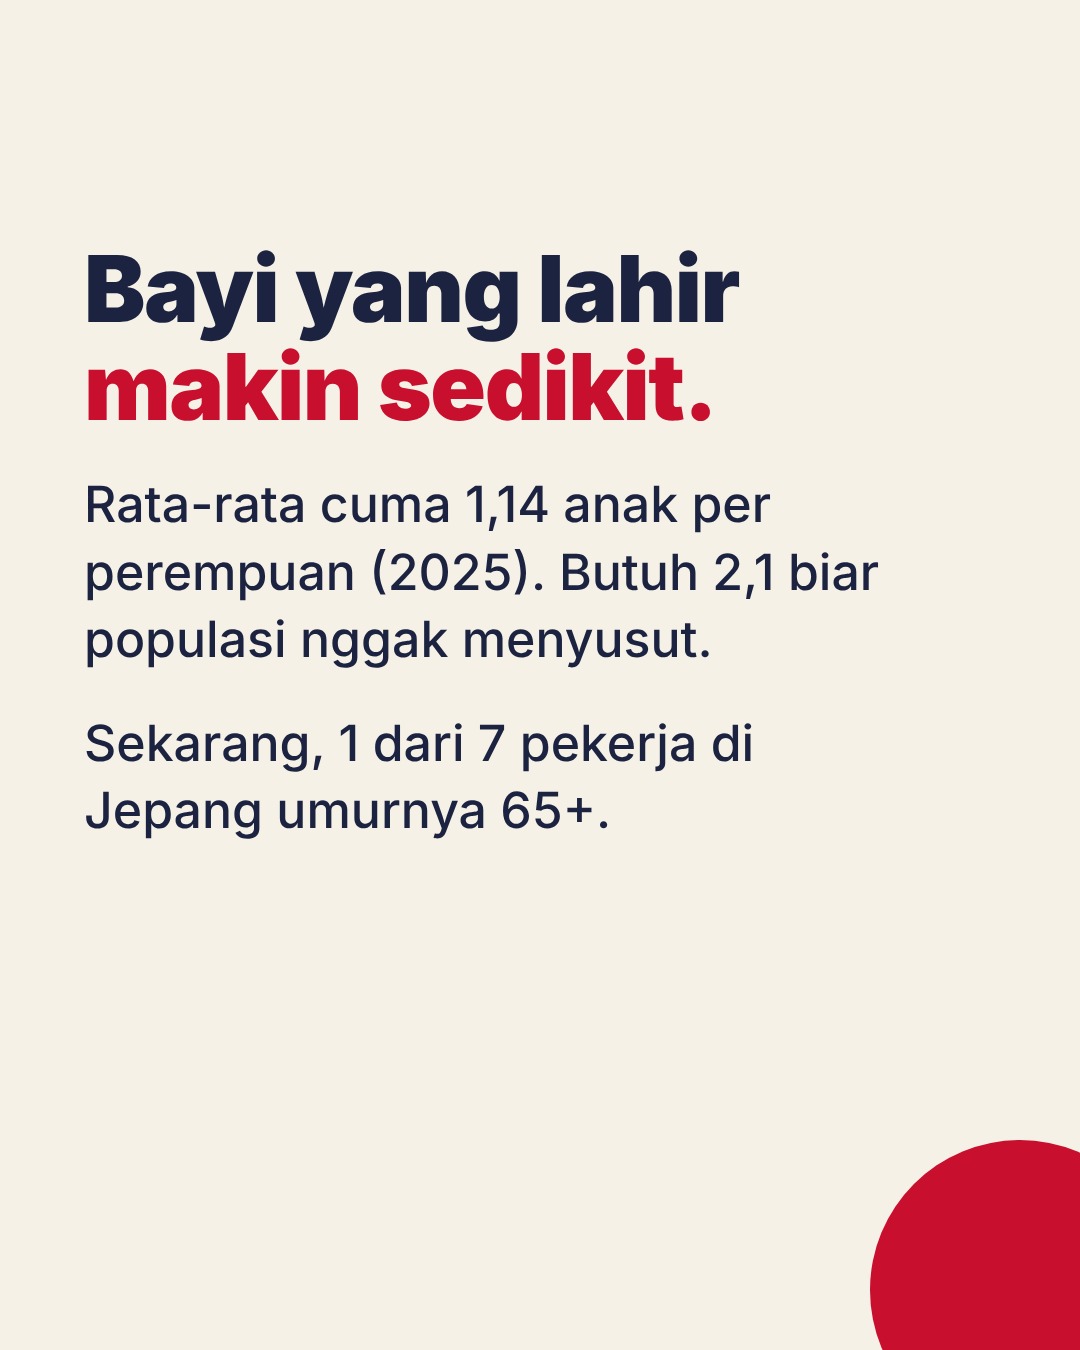 Bayi yang lahir
makin sedikit.
Rata-rata cuma 1,14 anak per
perempuan (2025). Butuh 2,1 biar
populasi nggak menyusut.
Sekarang, 1 dari 7 pekerja di
Jepang umurnya 65+.